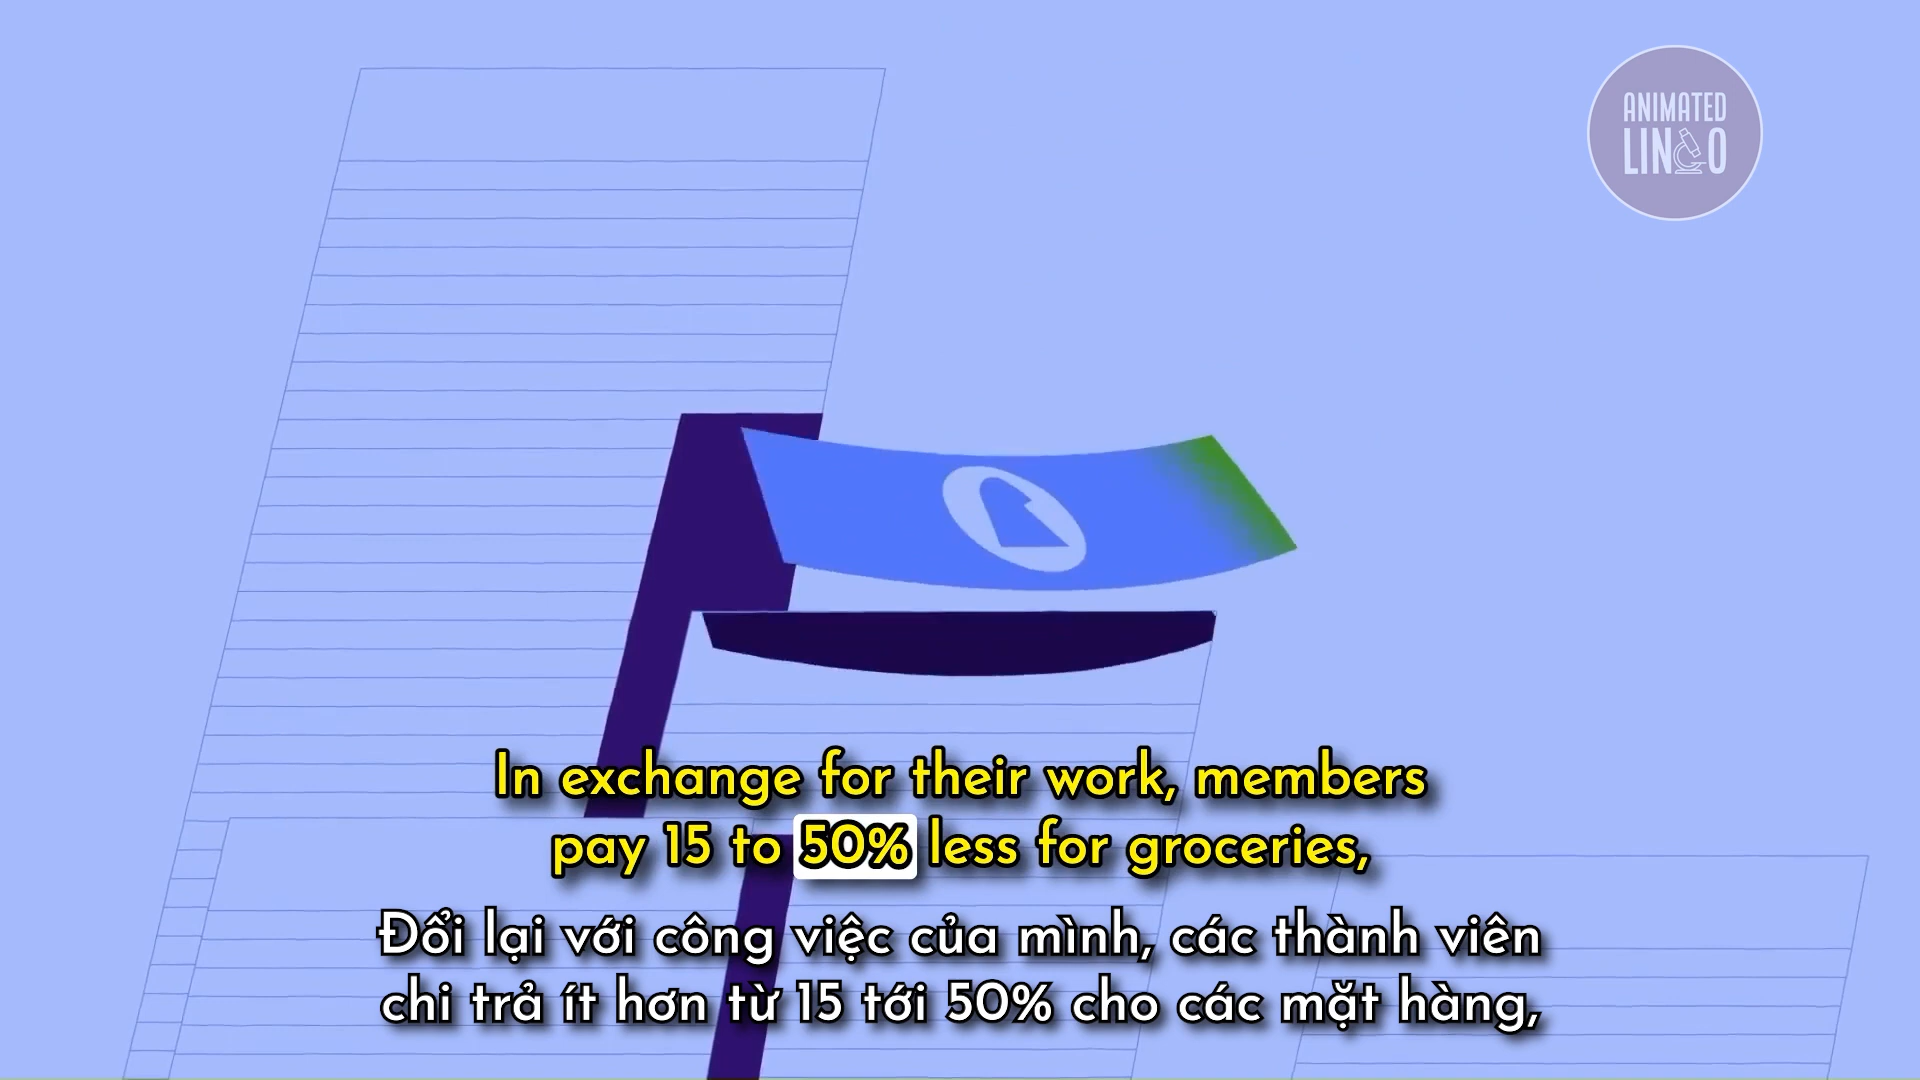 ANIMATED
LINGO
In exchange for their work, members
pay 15 to 50% less for groceries,
Đổi lại với công việc của mình, các thành viên
chi trả ít hơn từ 15 tới 50% cho các mặt hàng,